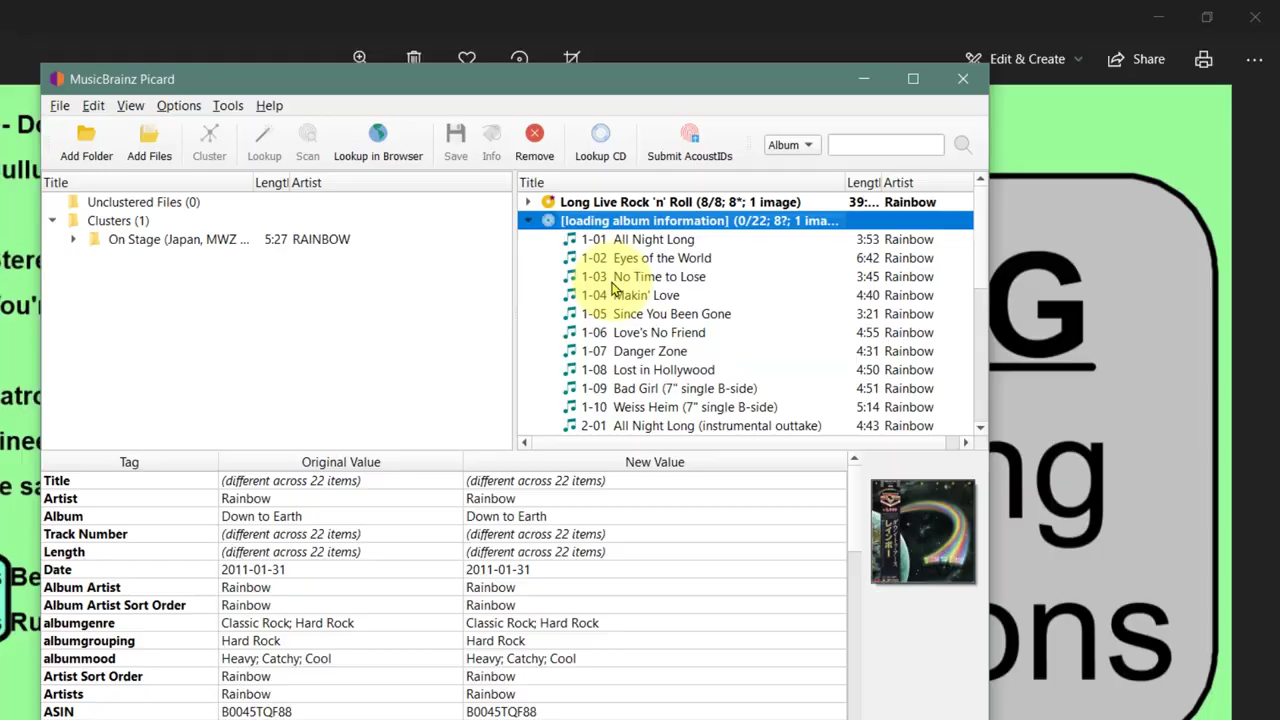 Edit & Create
Share
MusicBrainz Picard
File Edit View Options Tools Help
Add Folder Add Files Cluster Lookup Scan Lookup in Browser Save Info Remove Lookup CD Submit AcoustIDs Album
Title Length Artist
Unclustered Files (0)
Clusters (1)
On Stage (Japan, MWZ ... 5:27 RAINBOW
Title Length Artist
Long Live Rock 'n' Roll (8/8; 8*; 1 image) 39:... Rainbow
[loading album information] (0/22; 8?; 1 ima...
1-01 All Night Long 3:53 Rainbow
1-02 Eyes of the World 6:42 Rainbow
1-03 No Time to Lose 3:45 Rainbow
1-04 Makin' Love 4:40 Rainbow
1-05 Since You Been Gone 3:21 Rainbow
1-06 Love's No Friend 4:55 Rainbow
1-07 Danger Zone 4:31 Rainbow
1-08 Lost in Hollywood 4:50 Rainbow
1-09 Bad Girl (7" single B-side) 4:51 Rainbow
1-10 Weiss Heim (7" single B-side) 5:14 Rainbow
2-01 All Night Long (instrumental outtake) 4:43 Rainbow
Tag Original Value New Value
Title (different across 22 items) (different across 22 items)
Artist Rainbow Rainbow
Album Down to Earth Down to Earth
Track Number (different across 22 items) (different across 22 items)
Length (different across 22 items) (different across 22 items)
Date 2011-01-31 2011-01-31
Album Artist Rainbow Rainbow
Album Artist Sort Order Rainbow Rainbow
albumgenre Classic Rock; Hard Rock Classic Rock; Hard Rock
albumgrouping Hard Rock Hard Rock
albummood Heavy; Catchy; Cool Heavy; Catchy; Cool
Artist Sort Order Rainbow Rainbow
Artists Rainbow Rainbow
ASIN B0045TQF88 B0045TQF88